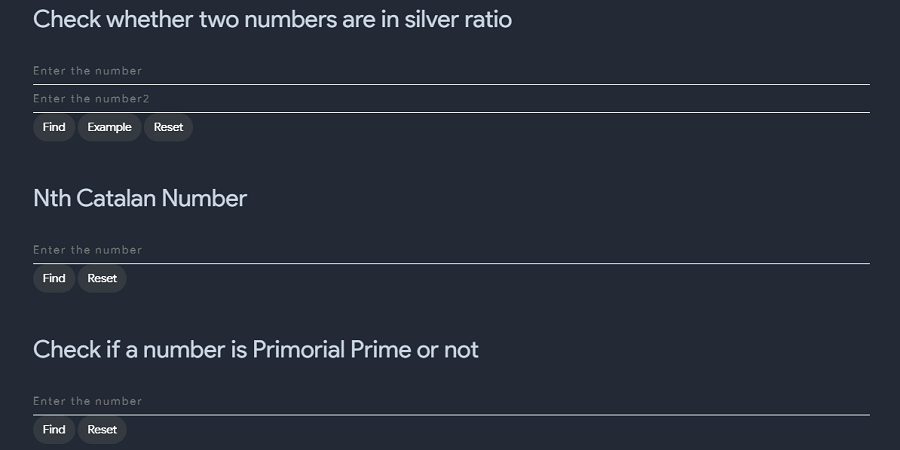 Check whether two numbers are in silver ratio
Enter the number
Enter the number2
Find Example Reset
Nth Catalan Number
Enter the number
Find Reset
Check if a number is Primorial Prime or not
Enter the number
Find Reset